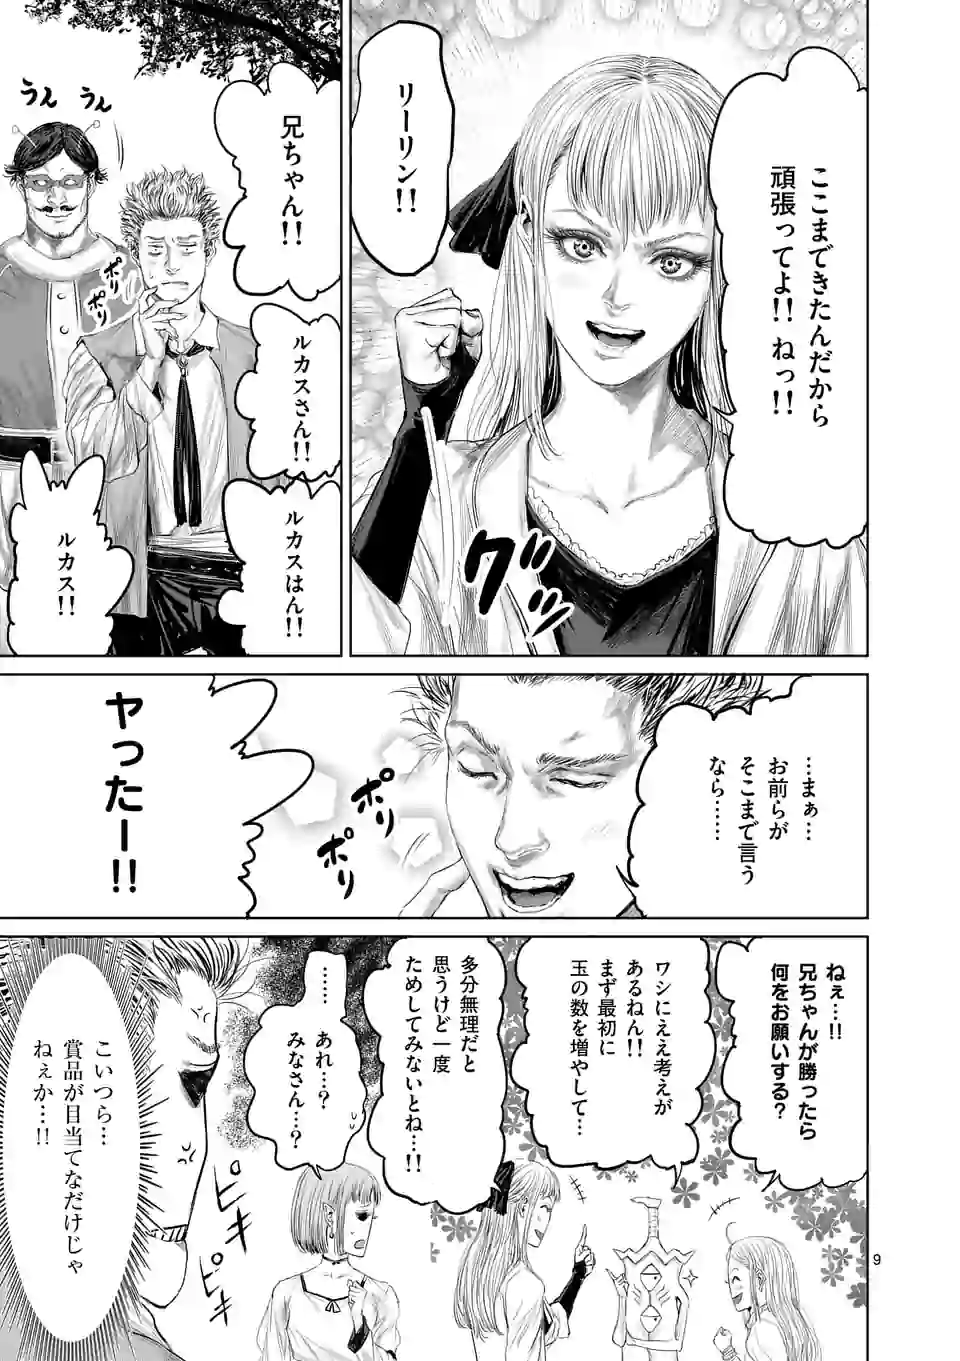 ここまできたんだから
頑張ってよ!!ねっ!!
リーリン!!
グッ
兄ちゃん!!
うん
うん
ポリ
ポリ
ルカスさん!!
ルカスはん!!
ルカス!!
…まぁ…
お前らが
そこまで言う
なら……
ポリ
ポリ
ヤったー!!
ねぇ…!!
兄ちゃんが勝ったら
何をお願いする?
ワシにええ考えが
あるねん!!
まず最初に
玉の数を増やして…
多分無理だと
思うけど一度
ためしてみないとね…!!
……
あれ…?
みなさん…?
ピキ
ピキ
こいつら…
賞品が目当てなだけじゃ
ねぇか…!!
9